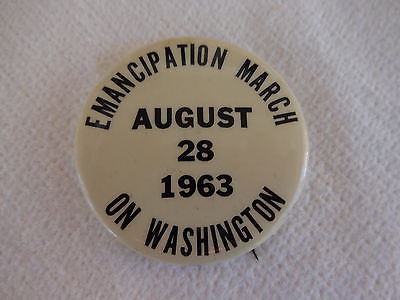 EMANCIPATION MARCH
AUGUST
28
1963
ON WASHINGTON